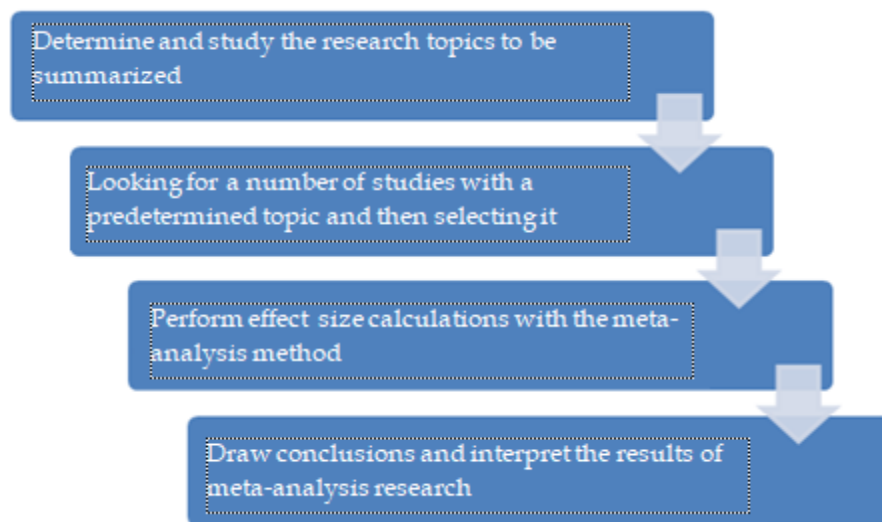 Determine and study the research topics to be
summarized
Looking for a number of studies with a
predetermined topic and then selecting it
Perform effect size calculations with the meta-
analysis method
Draw conclusions and interpret the results of
meta-analysis research